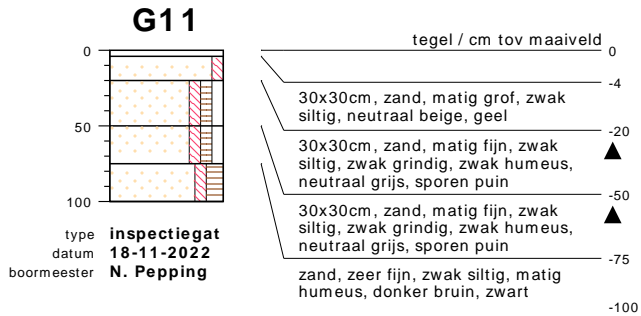 G11
tegel / cm tov maaiveld
0
0
-4
30x30cm, zand, matig grof, zwak
siltig, neutraal beige, geel
-20
30x30cm, zand, matig fijn, zwak
siltig, zwak grindig, zwak humeus,
neutraal grijs, sporen puin
50
-50
30x30cm, zand, matig fijn, zwak
siltig, zwak grindig, zwak humeus,
neutraal grijs, sporen puin
-75
zand, zeer fijn, zwak siltig, matig
humeus, donker bruin, zwart
100
-100
type inspectiegat
datum 18-11-2022
boormeester N. Pepping